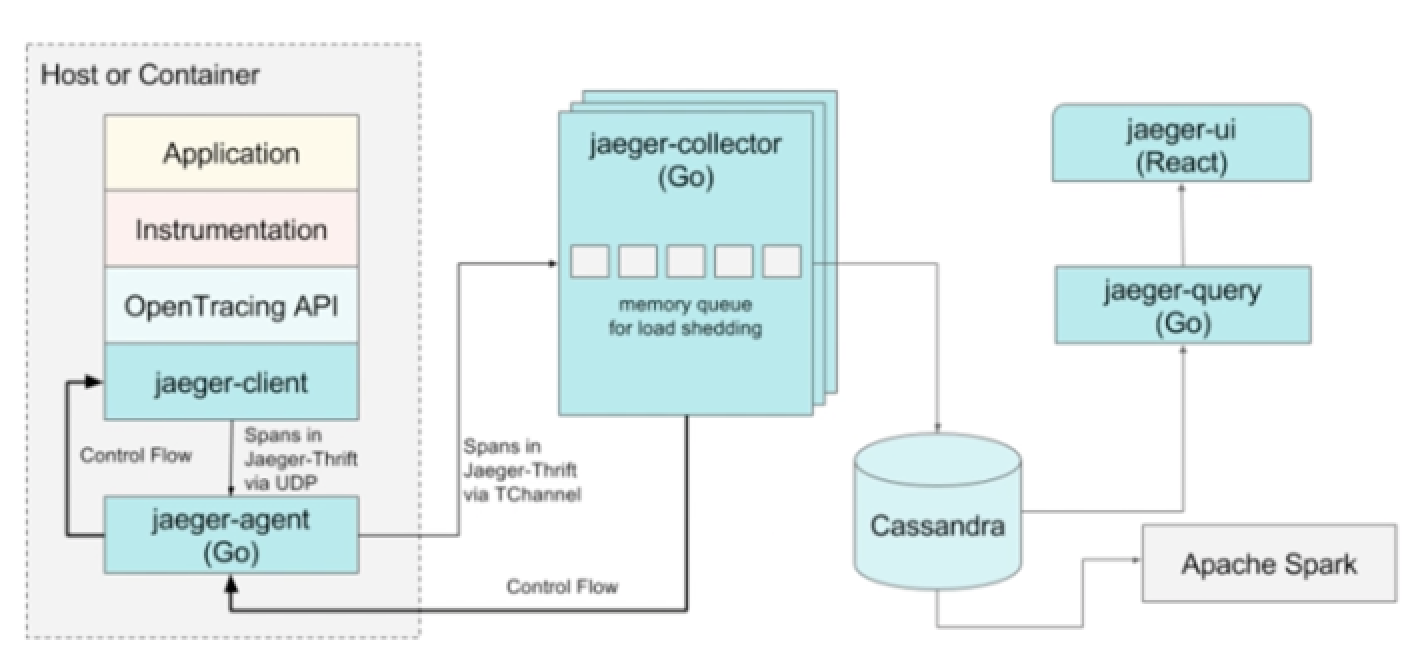 Host or Container
Application
Instrumentation
OpenTracing API
jaeger-client
Control Flow
Spans in
Jaeger-Thrift
via UDP
jaeger-agent
(Go)
Spans in
Jaeger-Thrift
via TChannel
Control Flow
jaeger-collector
(Go)
memory queue
for load shedding
Cassandra
jaeger-ui
(React)
jaeger-query
(Go)
Apache Spark